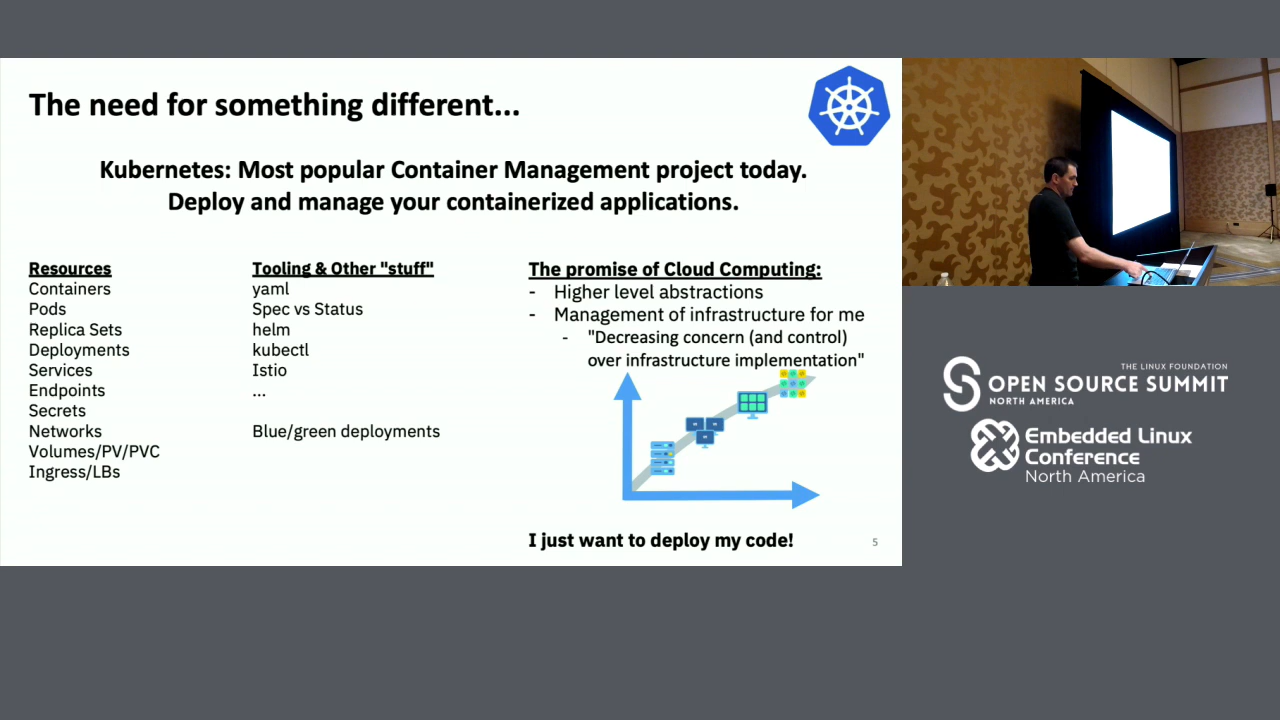 The need for something different...
Kubernetes: Most popular Container Management project today.
Deploy and manage your containerized applications.
Resources
Containers
Pods
Replica Sets
Deployments
Services
Endpoints
Secrets
Networks
Volumes/PV/PVC
Ingress/LBs
Tooling & Other "stuff"
yaml
Spec vs Status
helm
kubectl
Istio
...
Blue/green deployments
The promise of Cloud Computing:
- Higher level abstractions
- Management of infrastructure for me
- "Decreasing concern (and control)
over infrastructure implementation"
I just want to deploy my code!
5
THE LINUX FOUNDATION
OPEN SOURCE SUMMIT
NORTH AMERICA
Embedded Linux
Conference
North America